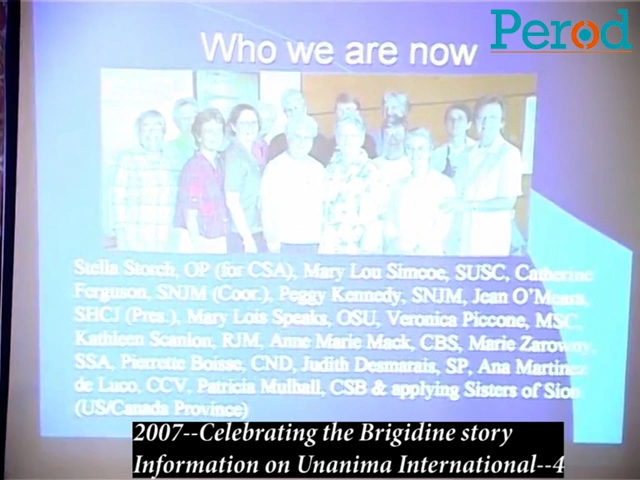 Perod
Who we are now
Stella Storch, OP (for CSA), Mary Lou Simcoe, SUSC, Catherine
Ferguson, SNJM (Coor.), Peggy Kennedy, SNJM, Jean O'Meara,
SHCJ (Pres.), Mary Lois Speaks, OSU, Veronica Piccone, MSC,
Kathleen Scanlon, RJM, Anne Marie Mack, CBS, Marie Zarowny,
SSA, Pierrette Boisse, CND, Judith Desmarais, SP, Ana Martinez
de Luco, CCV, Patricia Mulhall, CSB & applying Sisters of Sion
(US/Canada Province)
2007--Celebrating the Brigidine story
Information on Unanima International--4